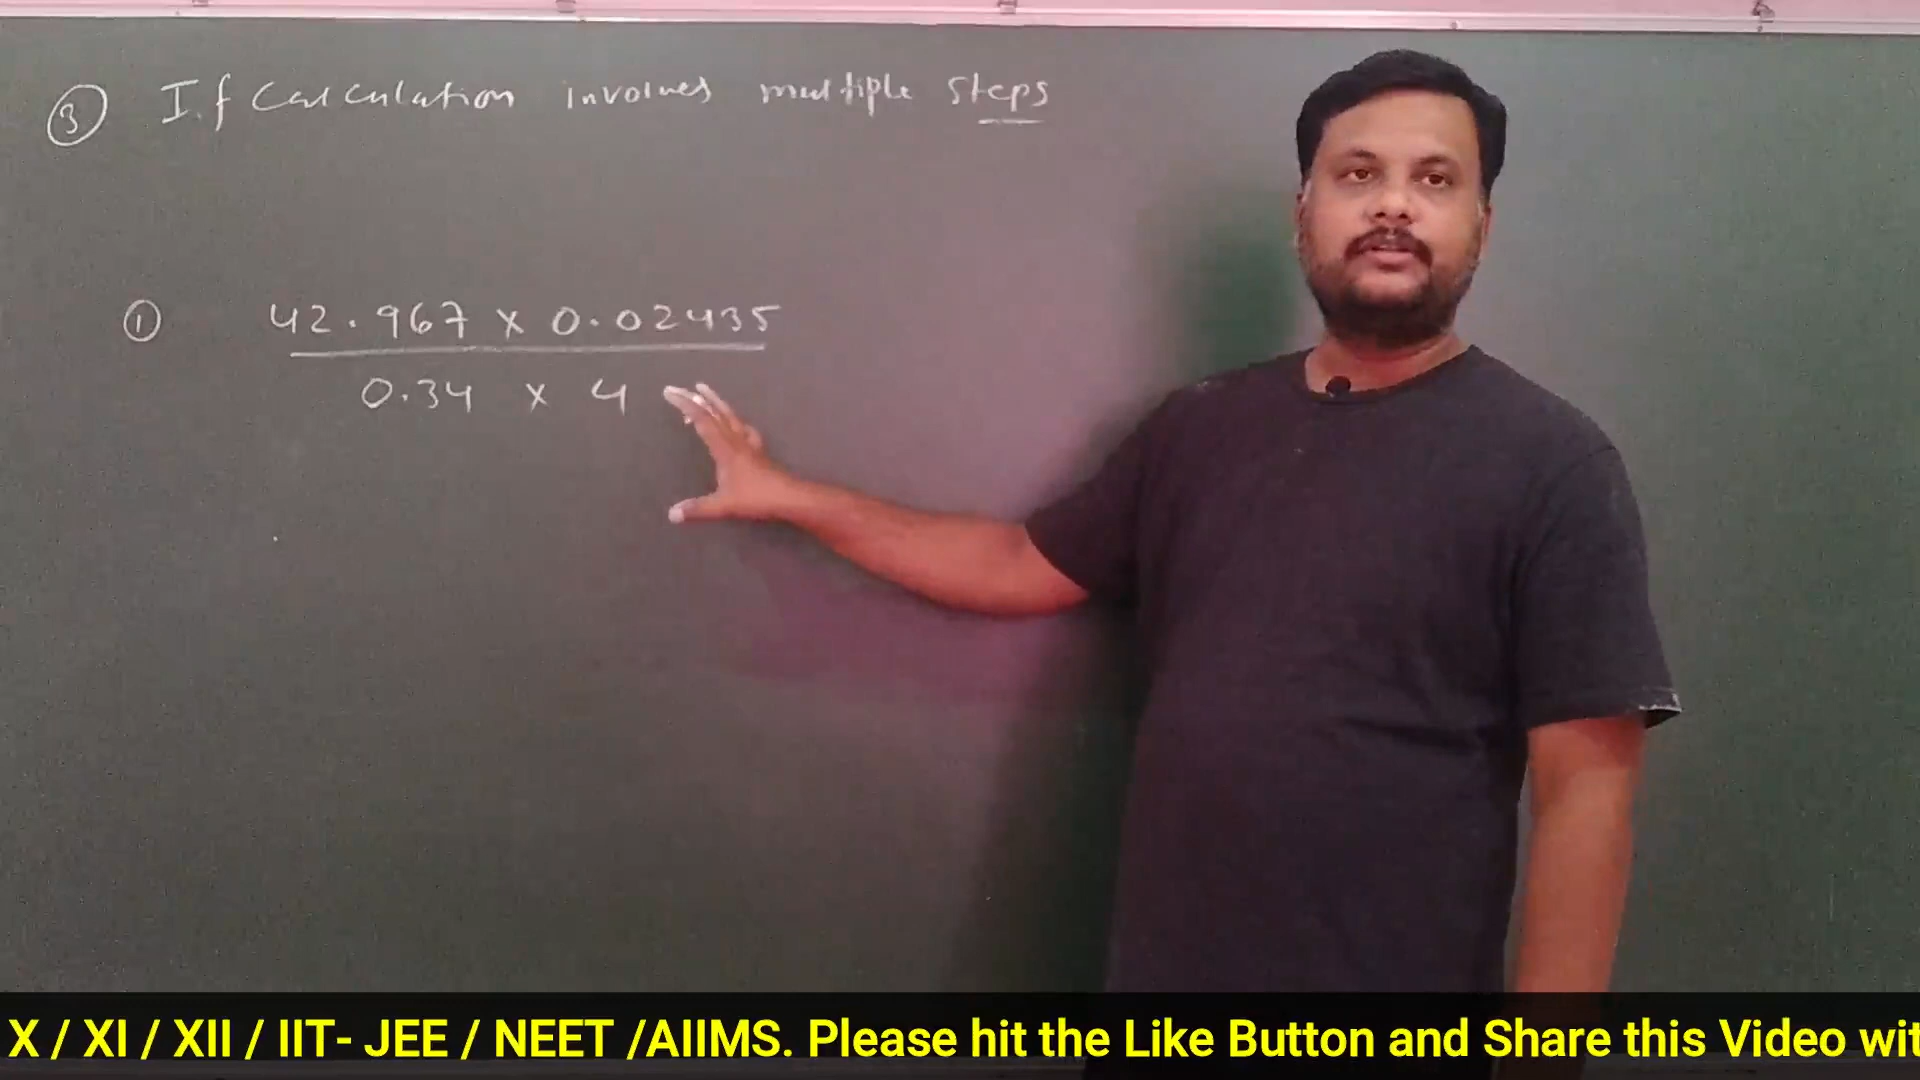 ③ If Calculation involves multiple steps
① 42.967 x 0.02435
0.34 x 4
X / XI / XII / IIT- JEE / NEET /AIIMS. Please hit the Like Button and Share this Video wit